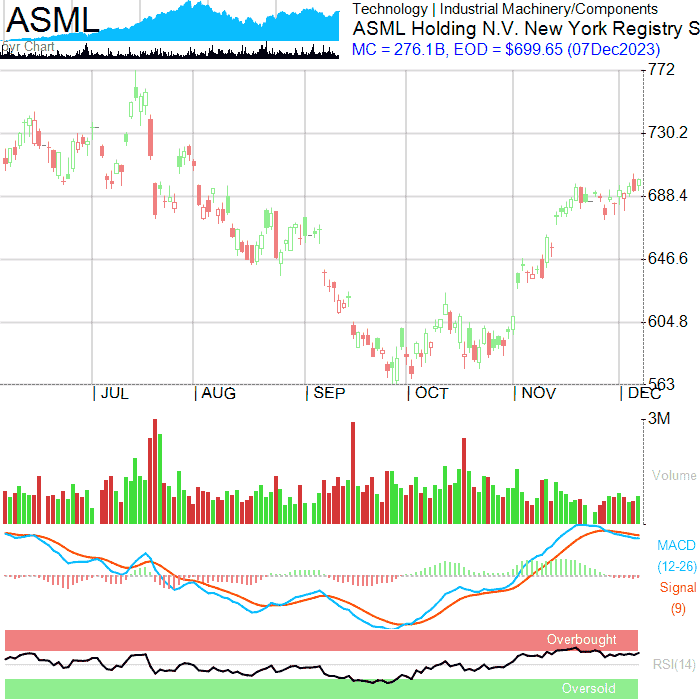 ASML
5yr Chart
Technology | Industrial Machinery/Components
ASML Holding N.V. New York Registry S
MC = 276.1B, EOD = $699.65 (07Dec2023)
772
730.2
688.4
646.6
604.8
563
| JUL
| AUG
| SEP
| OCT
| NOV
| DEC
3M
Volume
MACD
(12-26)
Signal
(9)
Overbought
RSI(14)
Oversold